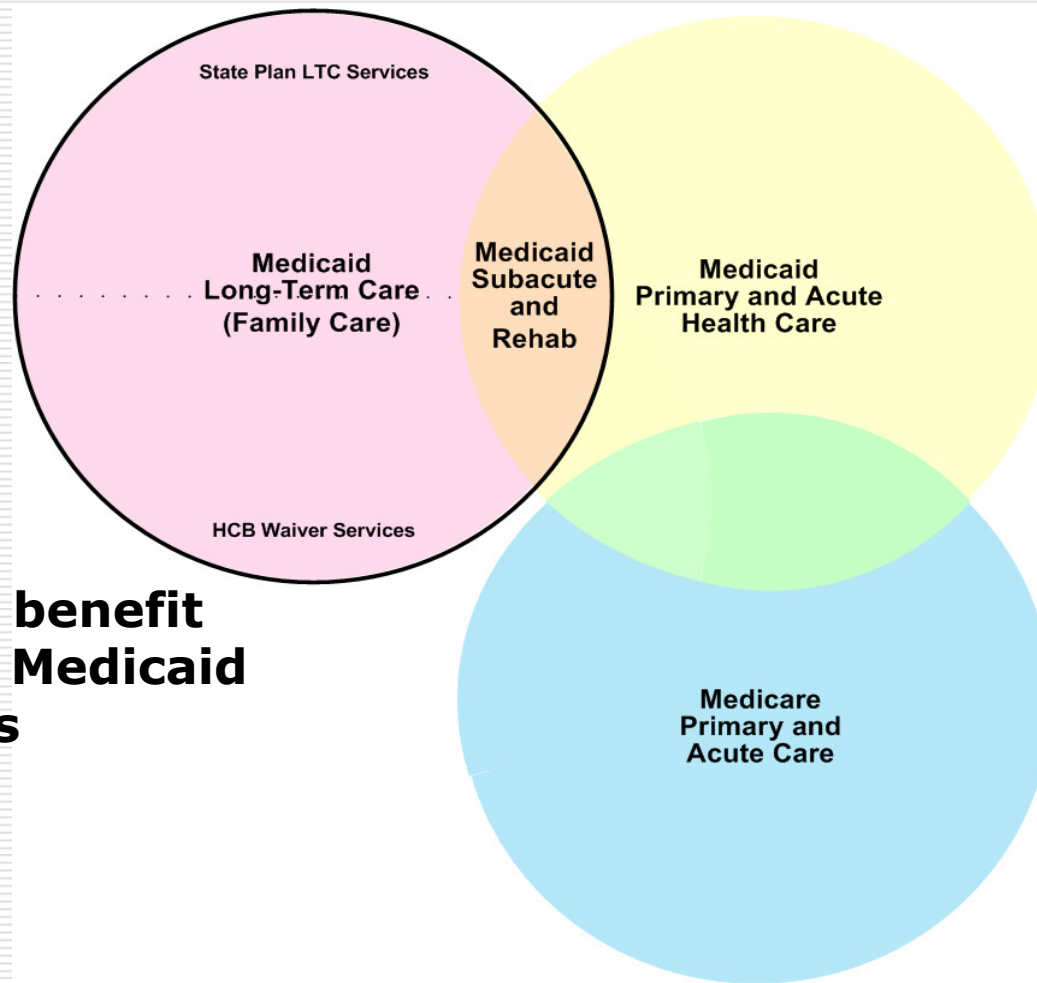 State Plan LTC Services
Medicaid
Long-Term Care
(Family Care)
Medicaid
Subacute
and
Rehab
Medicaid
Primary and Acute
Health Care
HCB Waiver Services
benefit
Medicaid
s
Medicare
Primary and
Acute Care